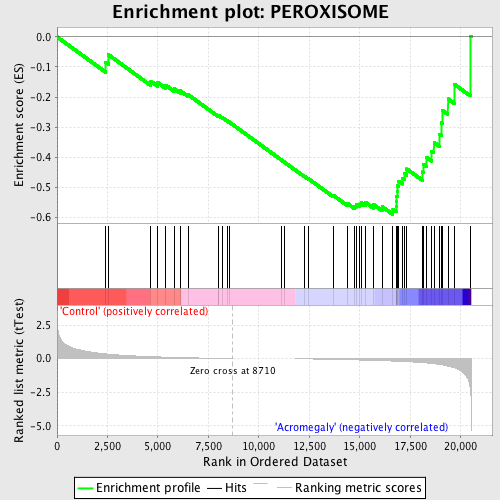 Enrichment plot: PEROXISOME
Enrichment score (ES)
0.0
-0.1
-0.2
-0.3
-0.4
-0.5
-0.6
'Control' (positively correlated)
Ranked list metric (tTest)
2.5
0.0
-2.5
-5.0
Zero cross at 8710
'Acromegaly' (negatively correlated)
0 2,500 5,000 7,500 10,000 12,500 15,000 17,500 20,000
Rank in Ordered Dataset
Enrichment profile Hits Ranking metric scores